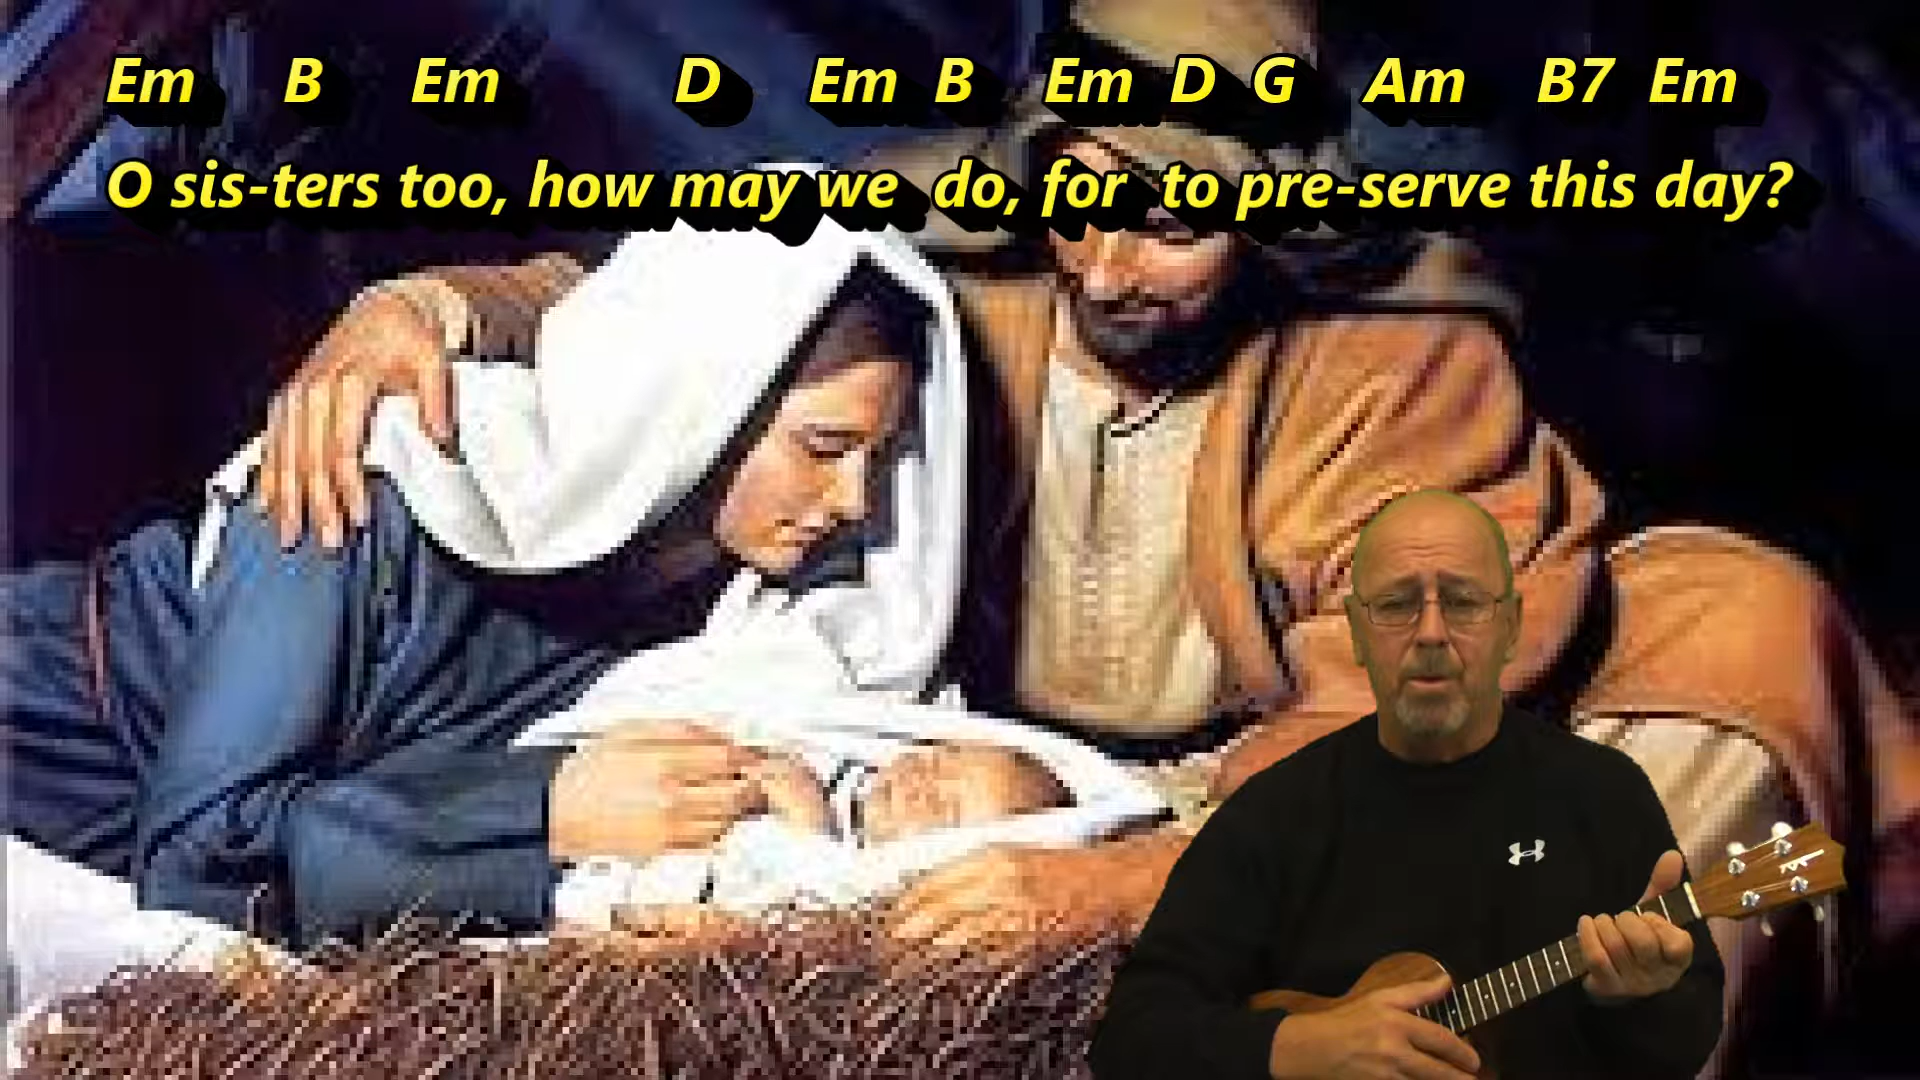 Em B Em D Em B Em D G Am B7 Em
O sis-ters too, how may we do, for to pre-serve this day?